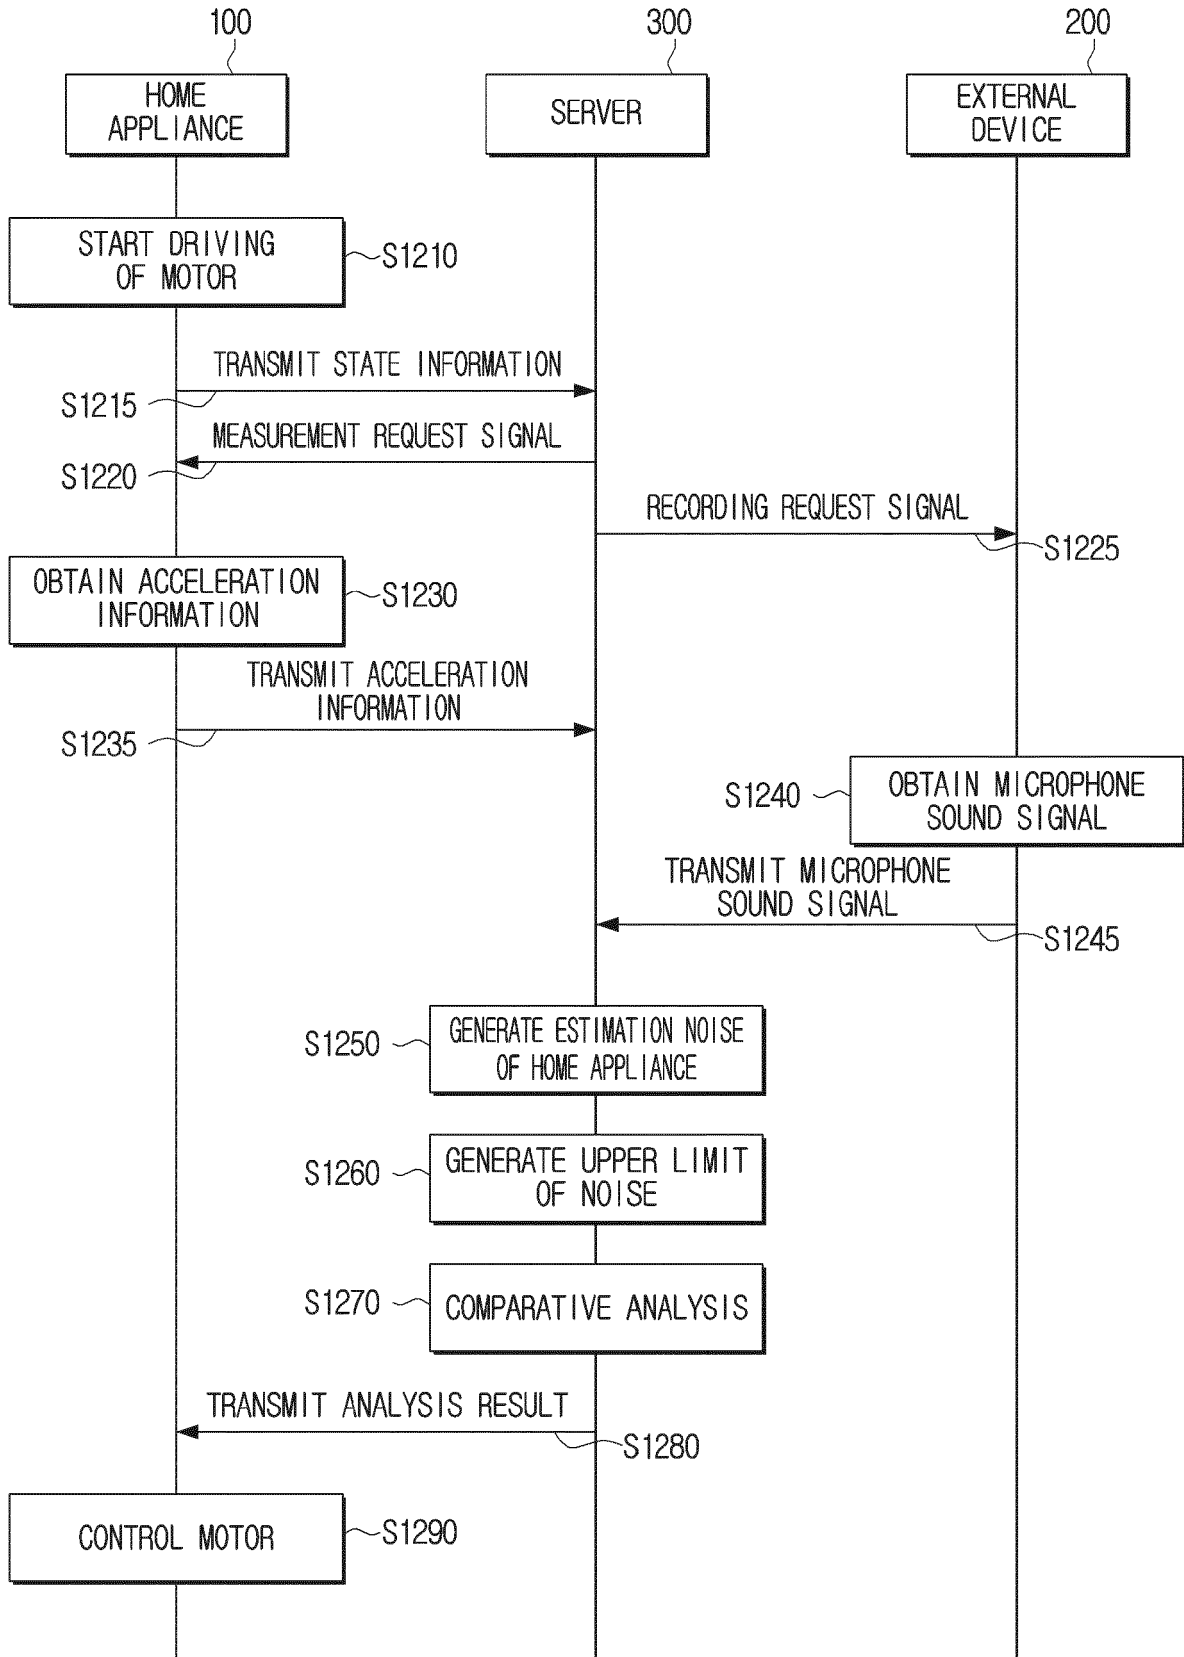 100
300
200
HOME
APPLIANCE
SERVER
EXTERNAL
DEVICE
START DRIVING
OF MOTOR
S1210
TRANSMIT STATE INFORMATION
S1215
MEASUREMENT REQUEST SIGNAL
S1220
RECORDING REQUEST SIGNAL
S1225
OBTAIN ACCELERATION
INFORMATION
S1230
TRANSMIT ACCELERATION
INFORMATION
S1235
S1240
OBTAIN MICROPHONE
SOUND SIGNAL
TRANSMIT MICROPHONE
SOUND SIGNAL
S1245
S1250
GENERATE ESTIMATION NOISE
OF HOME APPLIANCE
S1260
GENERATE UPPER LIMIT
OF NOISE
S1270
COMPARATIVE ANALYSIS
TRANSMIT ANALYSIS RESULT
S1280
CONTROL MOTOR
S1290